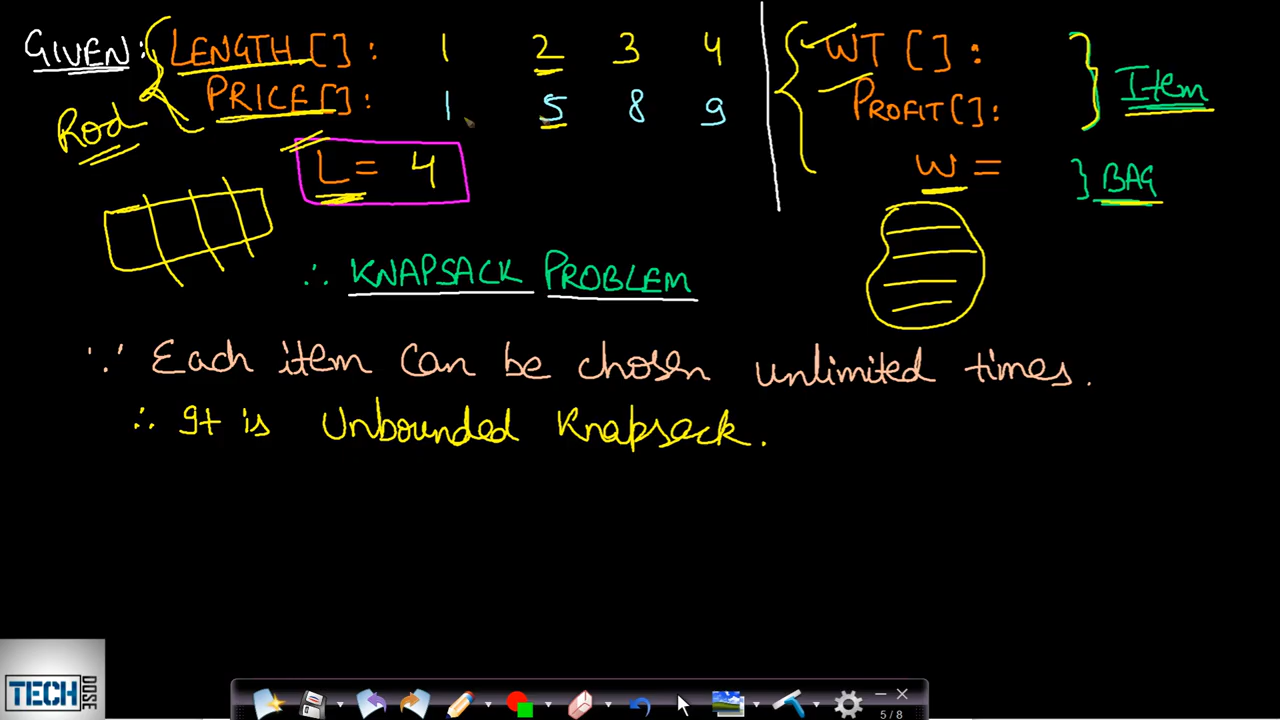 GIVEN: LENGTH[]: 1 2 3 4
PRICE[]: 1 5 8 9
Rod
L = 4
WT[]:
PROFIT[]:
Item
W =
BAG
∴ KNAPSACK PROBLEM
∵ Each item can be chosen unlimited times.
∴ It is Unbounded Knapsack.
TECH DOSE
5/8